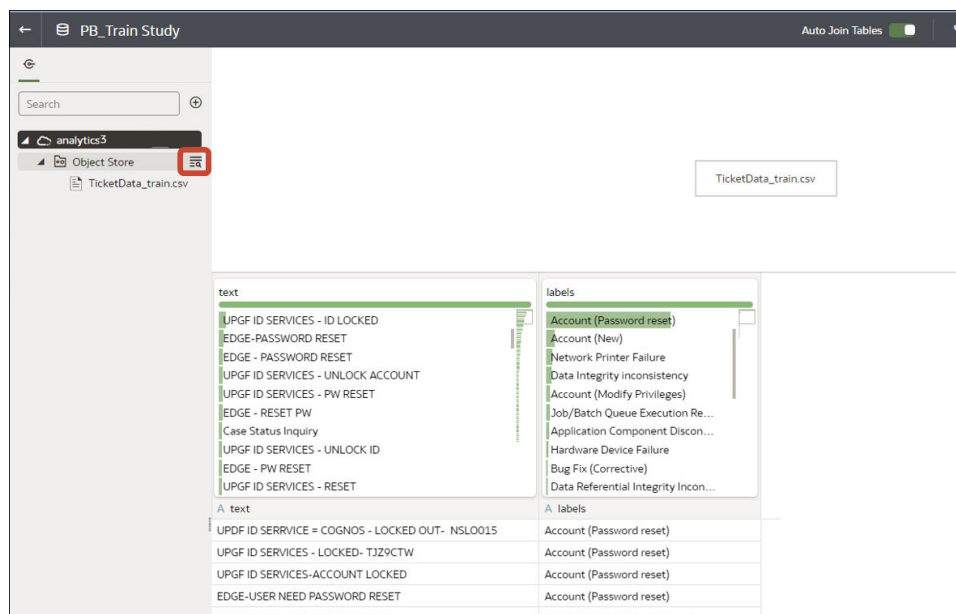 PB_Train Study
Auto Join Tables
Search
analytics3
Object Store
TicketData_train.csv
TicketData_train.csv
text
UPGF ID SERVICES - ID LOCKED
EDGE-PASSWORD RESET
EDGE - PASSWORD RESET
UPGF ID SERVICES - UNLOCK ACCOUNT
UPGF ID SERVICES - PW RESET
EDGE - RESET PW
Case Status Inquiry
UPGF ID SERVICES - UNLOCK ID
EDGE - PW RESET
UPGF ID SERVICES - RESET
labels
Account (Password reset)
Account (New)
Network Printer Failure
Data Integrity inconsistency
Account (Modify Privileges)
Job/Batch Queue Execution Re...
Application Component Discon...
Hardware Device Failure
Bug Fix (Corrective)
Data Referential Integrity Incon...
A text
A labels
UPDF ID SERRVICE = COGNOS - LOCKED OUT- NSLO015
Account (Password reset)
UPGF ID SERVICES - LOCKED- TJZ9CTW
Account (Password reset)
UPGF ID SERVICES-ACCOUNT LOCKED
Account (Password reset)
EDGE-USER NEED PASSWORD RESET
Account (Password reset)